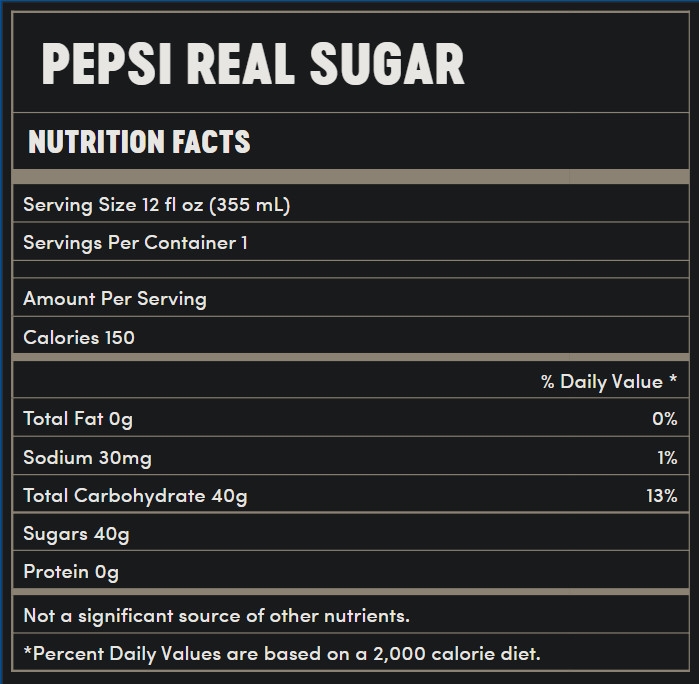 PEPSI REAL SUGAR
NUTRITION FACTS
Serving Size 12 fl oz (355 mL)
Servings Per Container 1
Amount Per Serving
Calories 150
% Daily Value *
Total Fat 0g 0%
Sodium 30mg 1%
Total Carbohydrate 40g 13%
Sugars 40g
Protein 0g
Not a significant source of other nutrients.
*Percent Daily Values are based on a 2,000 calorie diet.